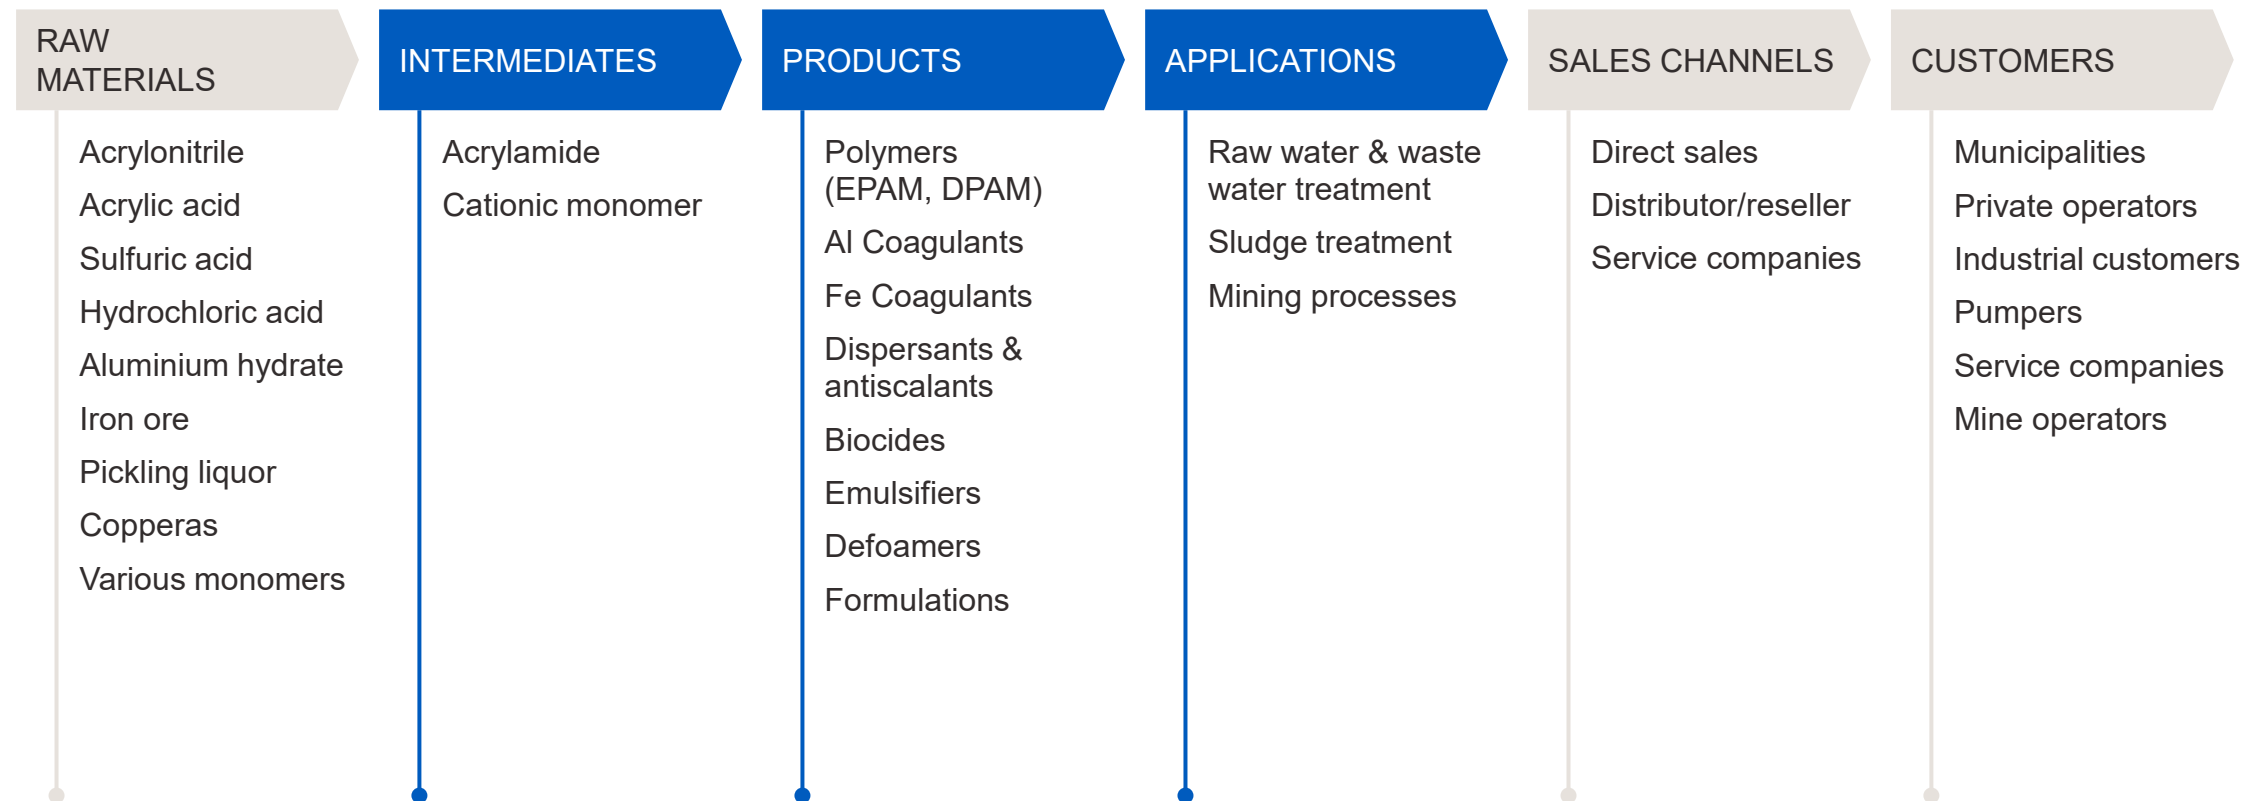 RAW
MATERIALS
Acrylonitrile
Acrylic acid
Sulfuric acid
Hydrochloric acid
Aluminium hydrate
Iron ore
Pickling liquor
Copperas
Various monomers
INTERMEDIATES
Acrylamide
Cationic monomer
PRODUCTS
Polymers
(EPAM, DPAM)
Al Coagulants
Fe Coagulants
Dispersants &
antiscalants
Biocides
Emulsifiers
Defoamers
Formulations
APPLICATIONS
Raw water & waste
water treatment
Sludge treatment
Mining processes
SALES CHANNELS
Direct sales
Distributor/reseller
Service companies
CUSTOMERS
Municipalities
Private operators
Industrial customers
Pumpers
Service companies
Mine operators